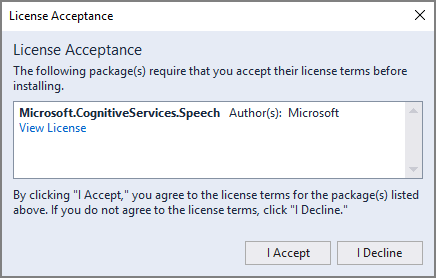 License Acceptance
License Acceptance
The following package(s) require that you accept their license terms before
installing.
Microsoft.CognitiveServices.Speech Author(s): Microsoft
View License
By clicking "I Accept," you agree to the license terms for the package(s) listed
above. If you do not agree to the license terms, click "I Decline."
I Accept
I Decline